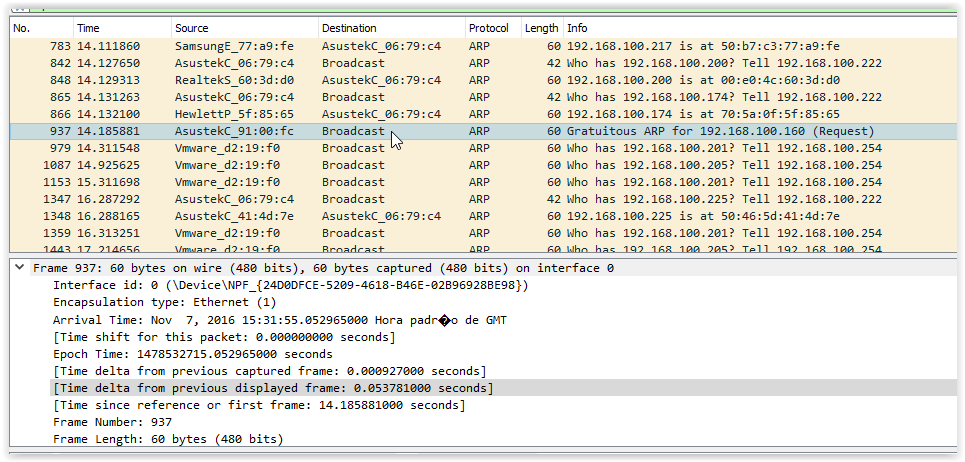 No. Time Source Destination Protocol Length Info
783 14.111860 SamsungE_77:a9:fe AsustekC_06:79:c4 ARP 60 192.168.100.217 is at 50:b7:c3:77:a9:fe
842 14.127650 AsustekC_06:79:c4 Broadcast ARP 42 Who has 192.168.100.200? Tell 192.168.100.222
848 14.129313 RealtekS_60:3d:d0 AsustekC_06:79:c4 ARP 60 192.168.100.200 is at 00:e0:4c:60:3d:d0
865 14.131263 AsustekC_06:79:c4 Broadcast ARP 42 Who has 192.168.100.174? Tell 192.168.100.222
866 14.132100 HewlettP_5f:85:65 AsustekC_06:79:c4 ARP 60 192.168.100.174 is at 70:5a:0f:5f:85:65
937 14.185881 AsustekC_91:00:fc Broadcast ARP 60 Gratuitous ARP for 192.168.100.160 (Request)
979 14.311548 Vmware_d2:19:f0 Broadcast ARP 60 Who has 192.168.100.201? Tell 192.168.100.254
1087 14.925625 Vmware_d2:19:f0 Broadcast ARP 60 Who has 192.168.100.205? Tell 192.168.100.254
1153 15.311698 Vmware_d2:19:f0 Broadcast ARP 60 Who has 192.168.100.201? Tell 192.168.100.254
1347 16.287292 AsustekC_06:79:c4 Broadcast ARP 42 Who has 192.168.100.225? Tell 192.168.100.222
1348 16.288165 AsustekC_41:4d:7e AsustekC_06:79:c4 ARP 60 192.168.100.225 is at 50:46:5d:41:4d:7e
1359 16.313251 Vmware_d2:19:f0 Broadcast ARP 60 Who has 192.168.100.201? Tell 192.168.100.254
1443 17.214656 Vmware_d2:19:f0 Broadcast ARP 60 Who has 192.168.100.205? Tell 192.168.100.254
Frame 937: 60 bytes on wire (480 bits), 60 bytes captured (480 bits) on interface 0
Interface id: 0 (\Device\NPF_{24D0DFCE-5209-4618-B46E-02B96928BE98})
Encapsulation type: Ethernet (1)
Arrival Time: Nov 7, 2016 15:31:55.052965000 Hora padr�o de GMT
[Time shift for this packet: 0.000000000 seconds]
Epoch Time: 1478532715.052965000 seconds
[Time delta from previous captured frame: 0.000927000 seconds]
[Time delta from previous displayed frame: 0.053781000 seconds]
[Time since reference or first frame: 14.185881000 seconds]
Frame Number: 937
Frame Length: 60 bytes (480 bits)